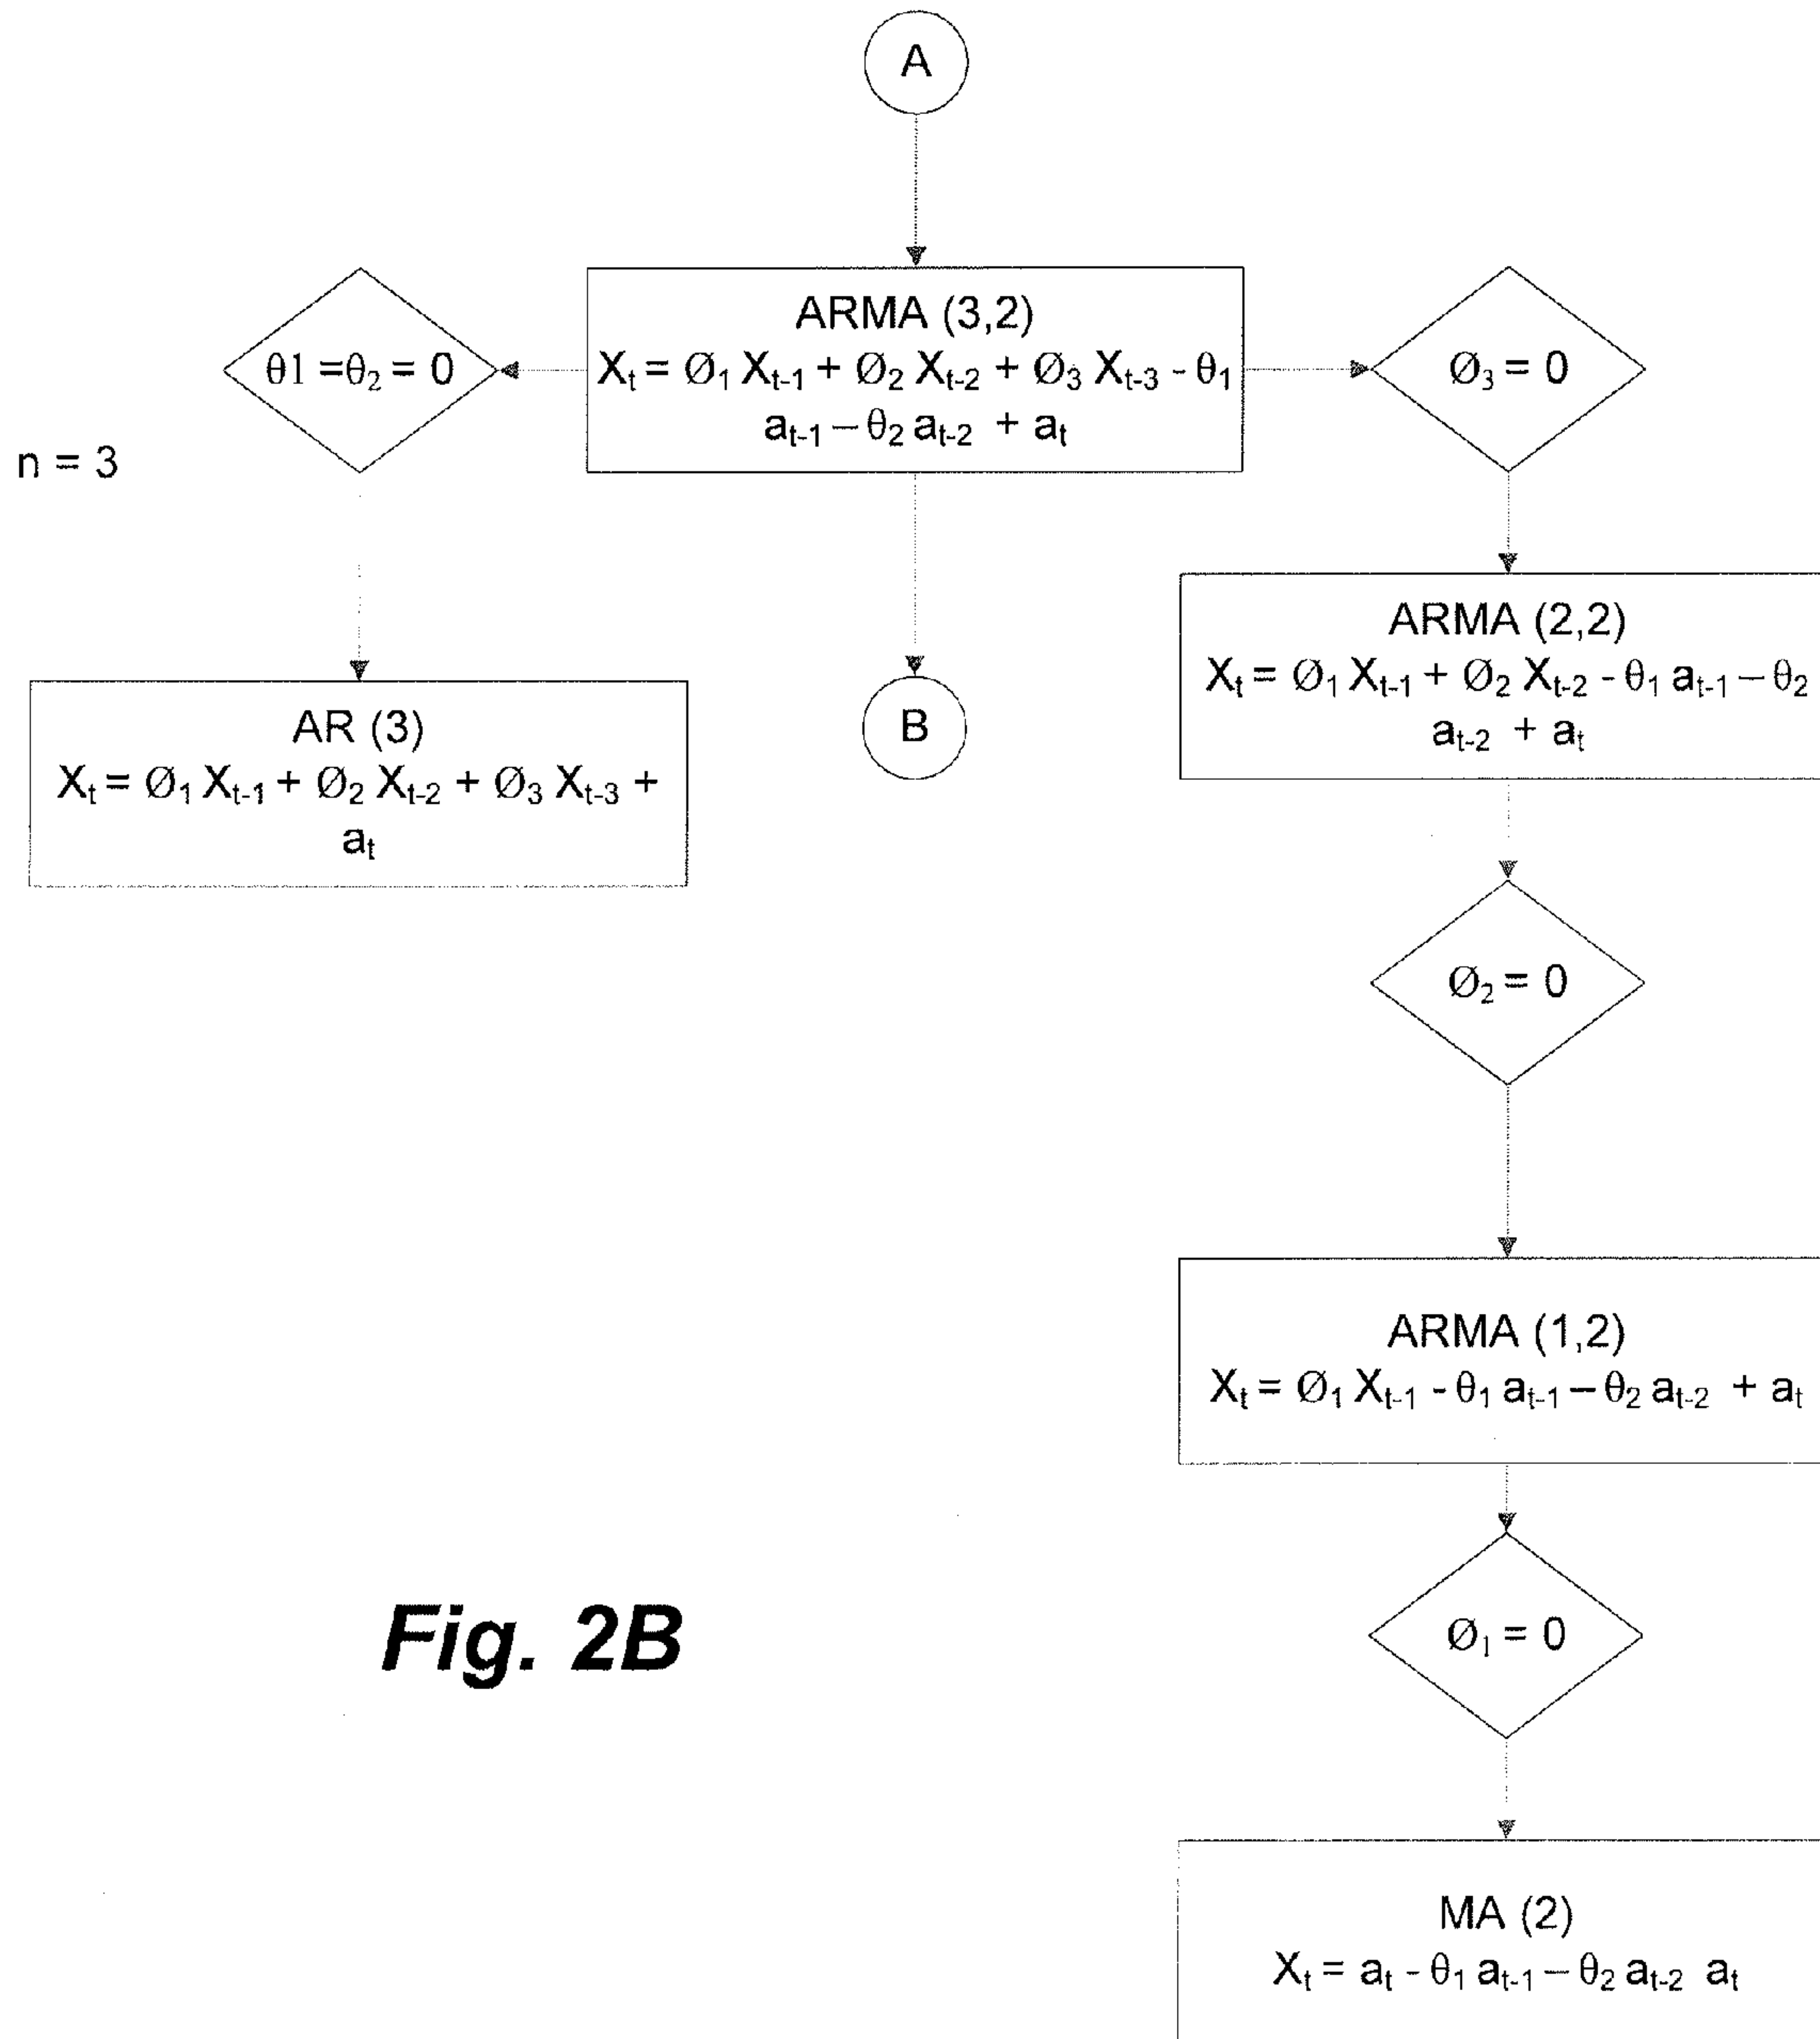 A
θ1 =θ₂ = 0
ARMA (3,2)
Xₜ = Ø₁ Xₜ₋₁ + Ø₂ Xₜ₋₂ + Ø₃ Xₜ₋₃ - θ₁
aₜ₋₁ – θ₂ aₜ₋₂ + aₜ
Ø₃ = 0
n = 3
ARMA (2,2)
Xₜ = Ø₁ Xₜ₋₁ + Ø₂ Xₜ₋₂ - θ₁ aₜ₋₁ – θ₂
aₜ₋₂ + aₜ
AR (3)
Xₜ = Ø₁ Xₜ₋₁ + Ø₂ Xₜ₋₂ + Ø₃ Xₜ₋₃ +
aₜ
B
Ø₂ = 0
ARMA (1,2)
Xₜ = Ø₁ Xₜ₋₁ - θ₁ aₜ₋₁ – θ₂ aₜ₋₂ + aₜ
Ø₁ = 0
Fig. 2B
MA (2)
Xₜ = aₜ - θ₁ aₜ₋₁ – θ₂ aₜ₋₂ aₜ